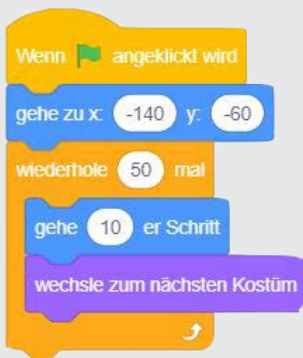 Wenn angeklickt wird
gehe zu x: -140 y: -60
wiederhole 50 mal
gehe 10 er Schritt
wechsle zum nächsten Kostüm